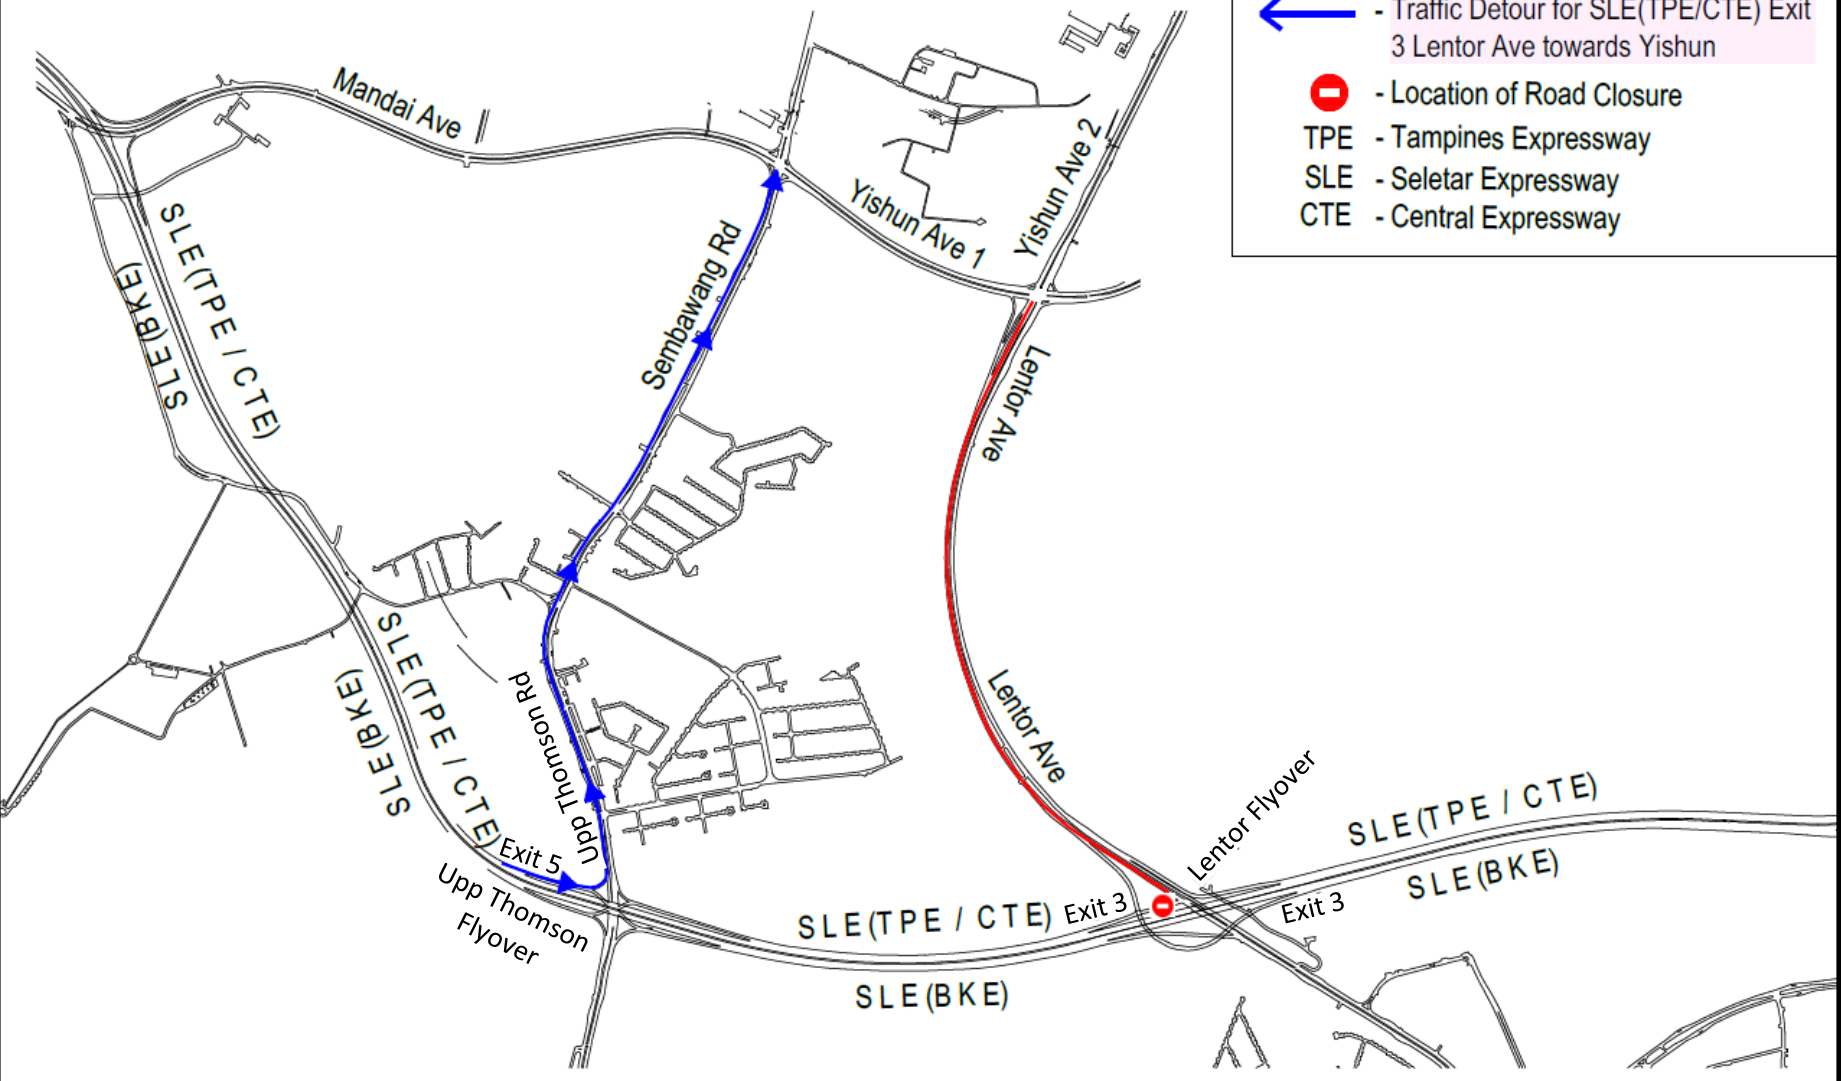 - Traffic Detour for SLE(TPE/CTE) Exit
3 Lentor Ave towards Yishun
- Location of Road Closure
TPE - Tampines Expressway
SLE - Seletar Expressway
CTE - Central Expressway
Mandai Ave
Yishun Ave 2
Yishun Ave 1
SLE(TPE / CTE)
SLE(BKE)
Sembawang Rd
Lentor Ave
SLE(TPE / CTE)
SLE(BKE)
Upp Thomson Rd
Lentor Ave
Lentor Flyover
Exit 5
Upp Thomson
Flyover
SLE(TPE / CTE)
SLE(BKE)
SLE(TPE / CTE)
Exit 3
Exit 3
SLE(BKE)